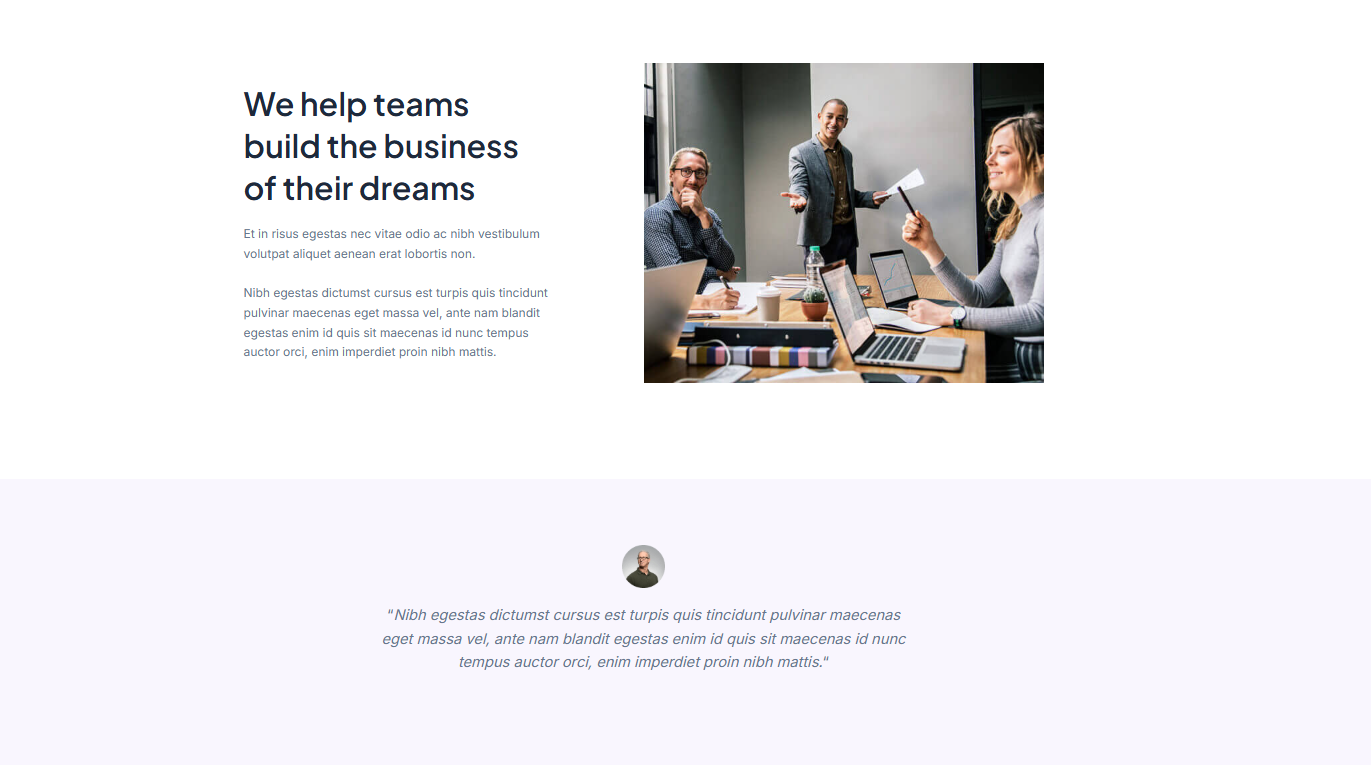 We help teams
build the business
of their dreams
Et in risus egestas nec vitae odio ac nibh vestibulum
volutpat aliquet aenean erat lobortis non.
Nibh egestas dictumst cursus est turpis quis tincidunt
pulvinar maecenas eget massa vel, ante nam blandit
egestas enim id quis sit maecenas id nunc tempus
auctor orci, enim imperdiet proin nibh mattis.
"Nibh egestas dictumst cursus est turpis quis tincidunt pulvinar maecenas
eget massa vel, ante nam blandit egestas enim id quis sit maecenas id nunc
tempus auctor orci, enim imperdiet proin nibh mattis."